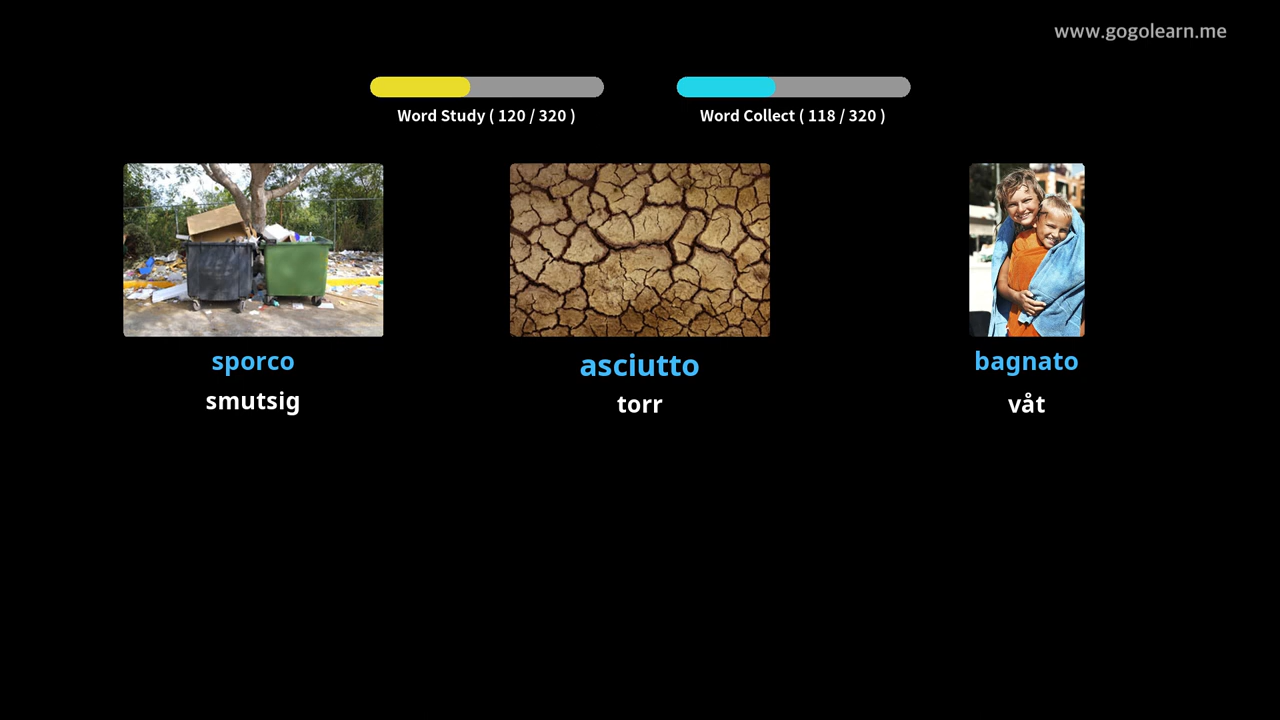 www.gogolearn.me
Word Study ( 120 / 320 )
Word Collect ( 118 / 320 )
sporco
asciutto
bagnato
smutsig
torr
våt